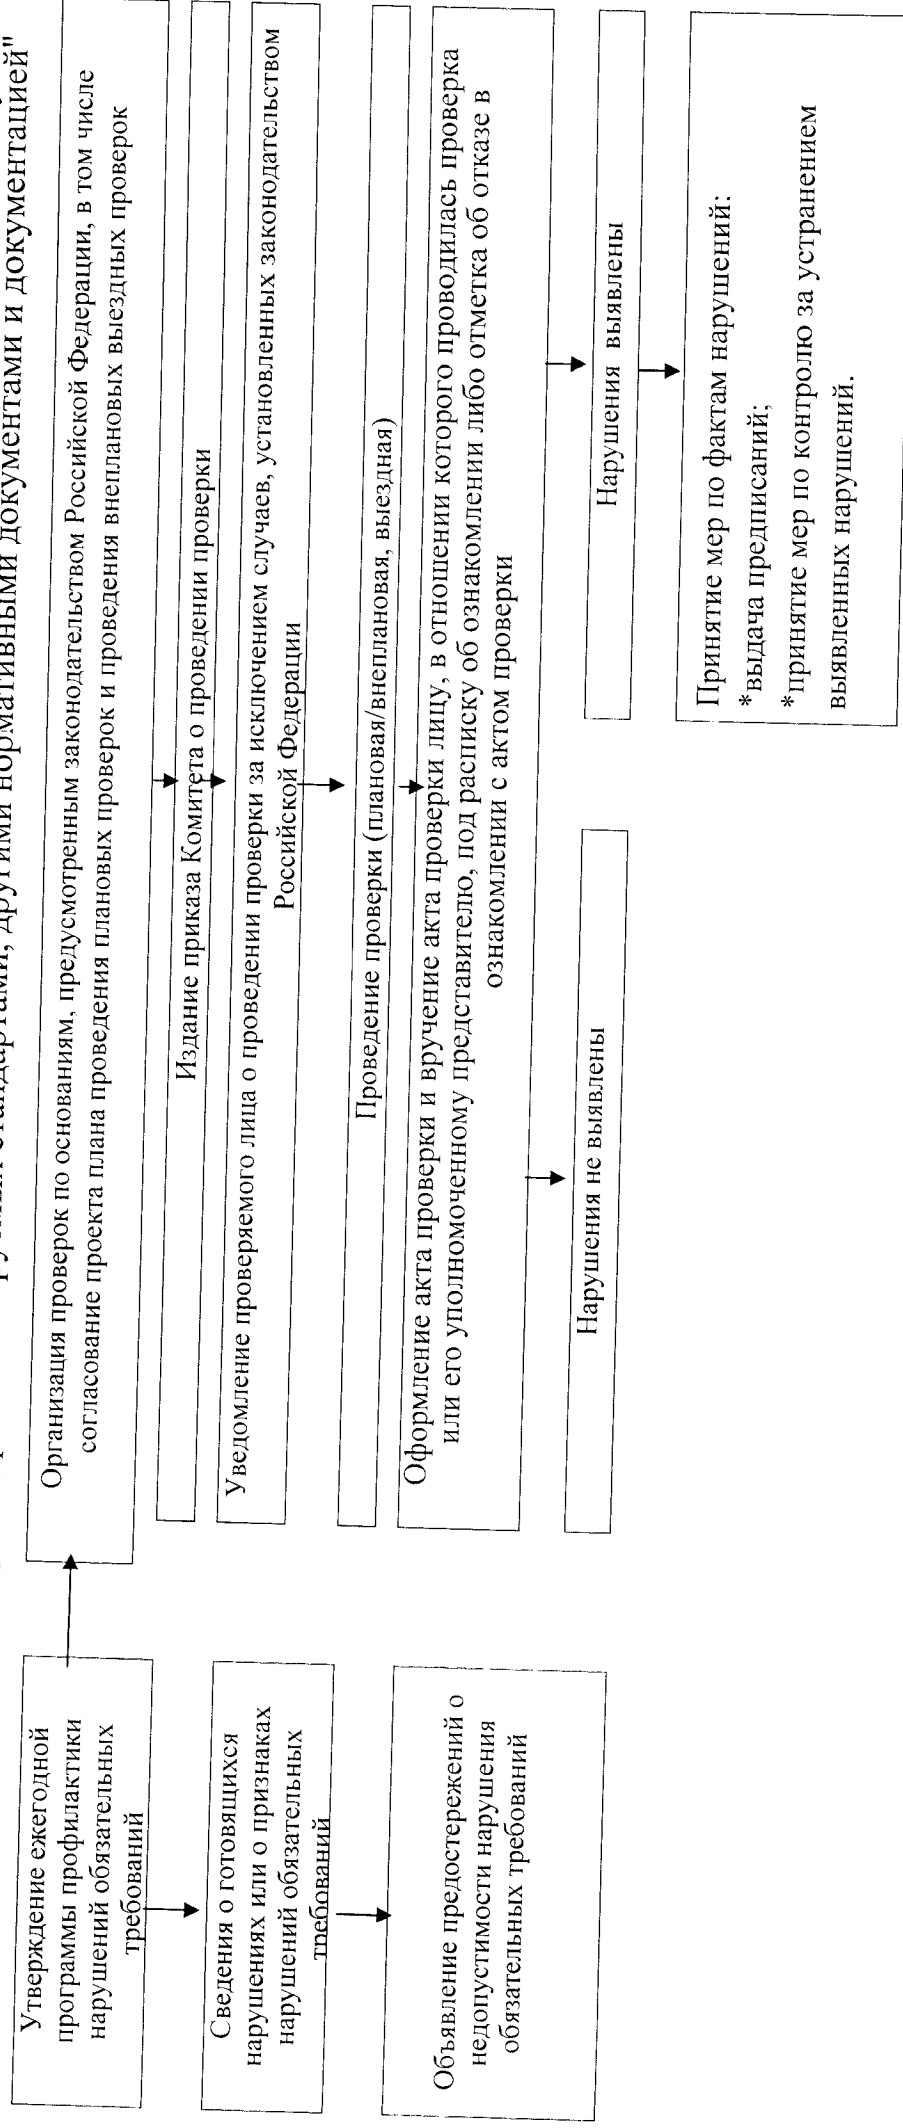 стандартами, другими нормативными документами и документацией"
Утверждение ежегодной
программы профилактики
нарушений обязательных
требований
Сведения о готовящихся
нарушениях или о признаках
нарушений обязательных
требований
Объявление предостережений о
недопустимости нарушения
обязательных требований
Организация проверок по основаниям, предусмотренным законодательством Российской Федерации, в том числе
согласование проекта плана проведения плановых проверок и проведения внеплановых выездных проверок
Издание приказа Комитета о проведении проверки
Уведомление проверяемого лица о проведении проверки за исключением случаев, установленных законодательством
Российской Федерации
Проведение проверки (плановая/внеплановая, выездная)
Оформление акта проверки и вручение акта проверки лицу, в отношении которого проводилась проверка
или его уполномоченному представителю, под расписку об ознакомлении либо отметка об отказе в
ознакомлении с актом проверки
Нарушения не выявлены
Нарушения выявлены
Принятие мер по фактам нарушений:
*выдача предписаний;
*принятие мер по контролю за устранением
выявленных нарушений.